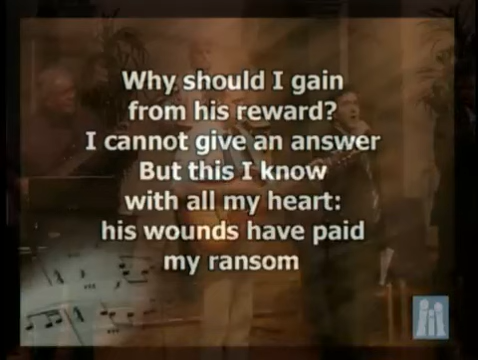 Why should I gain
from his reward?
I cannot give an answer
But this I know
with all my heart:
his wounds have paid
my ransom